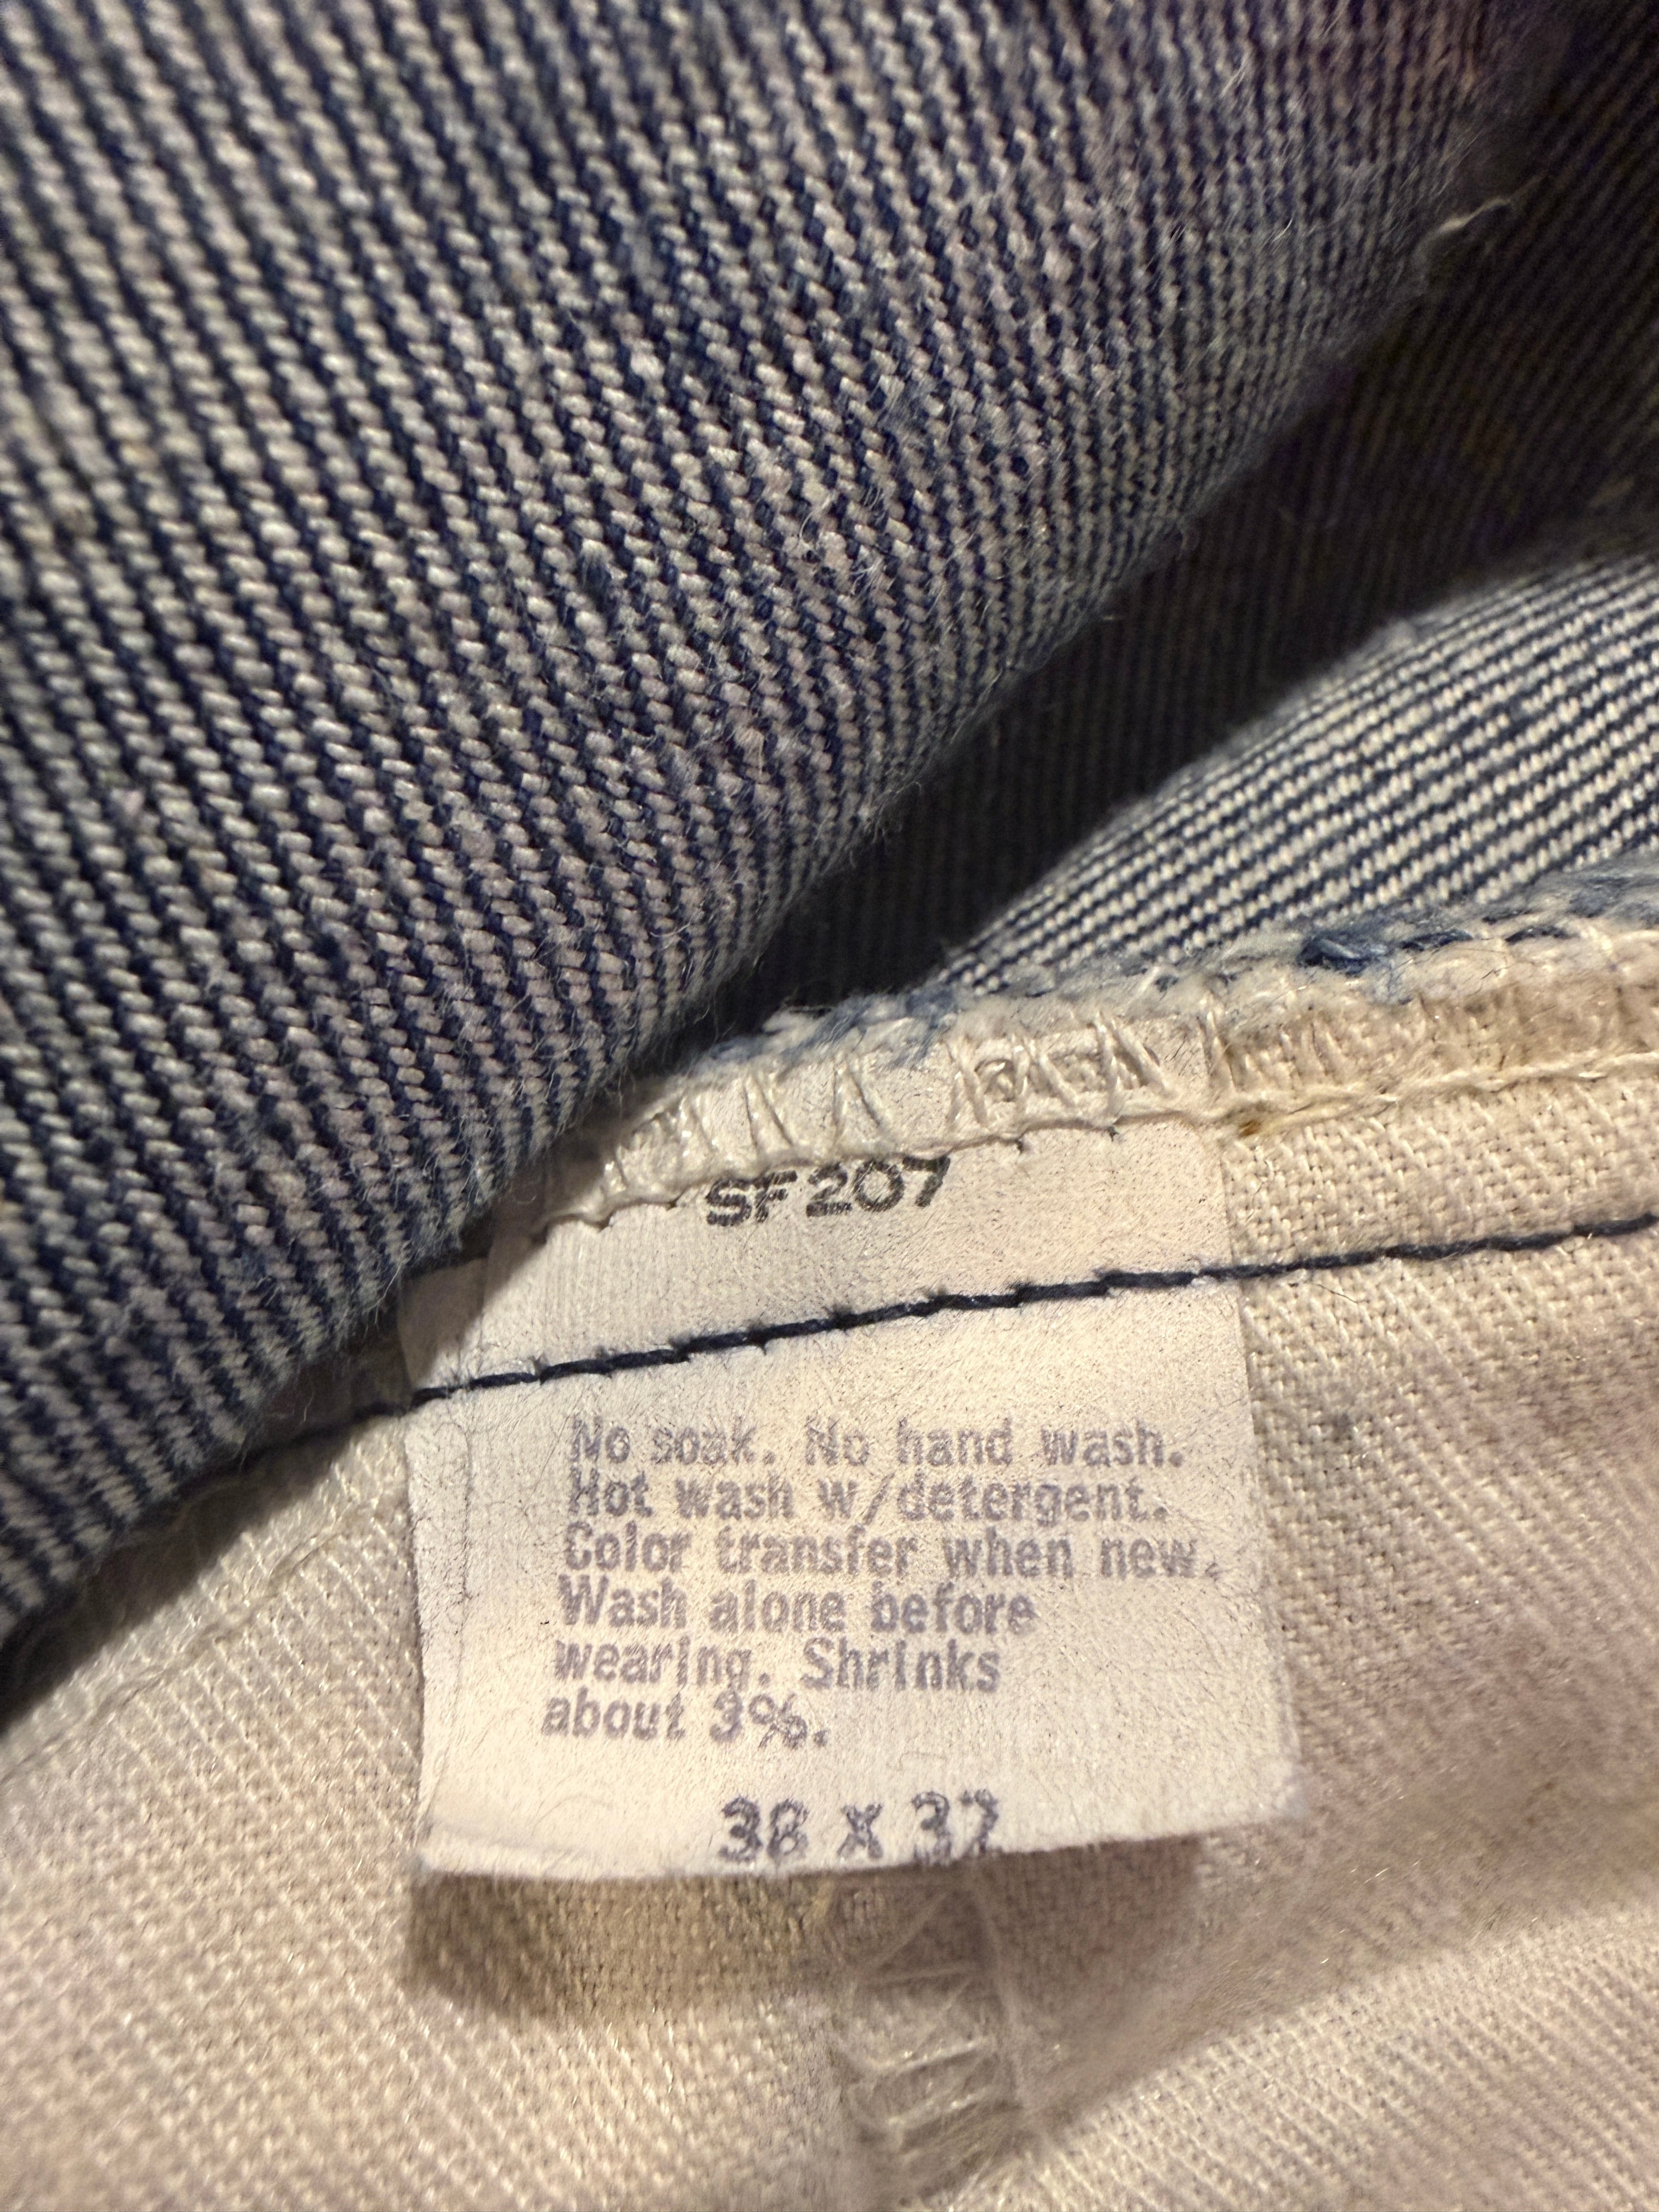 SF207
No soak. No hand wash.
Hot wash w/detergent.
Color transfer when new.
Wash alone before
wearing. Shrinks
about 3%.
38 x 37